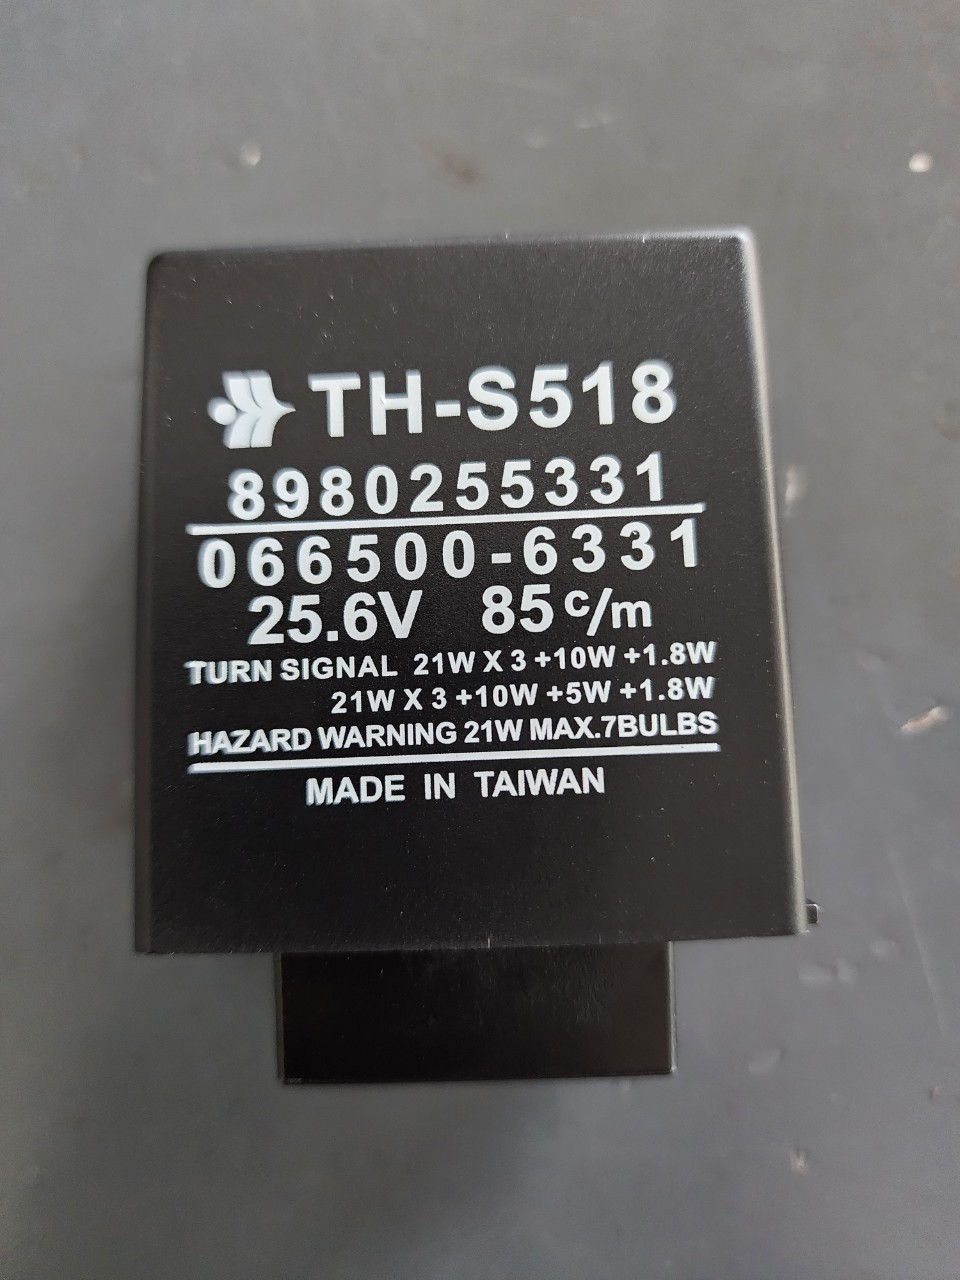 TH-S518
8980255331
066500-6331
25.6V 85 c/m
TURN SIGNAL 21W X 3 +10W +1.8W
21W X 3 +10W +5W +1.8W
HAZARD WARNING 21W MAX.7BULBS
MADE IN TAIWAN